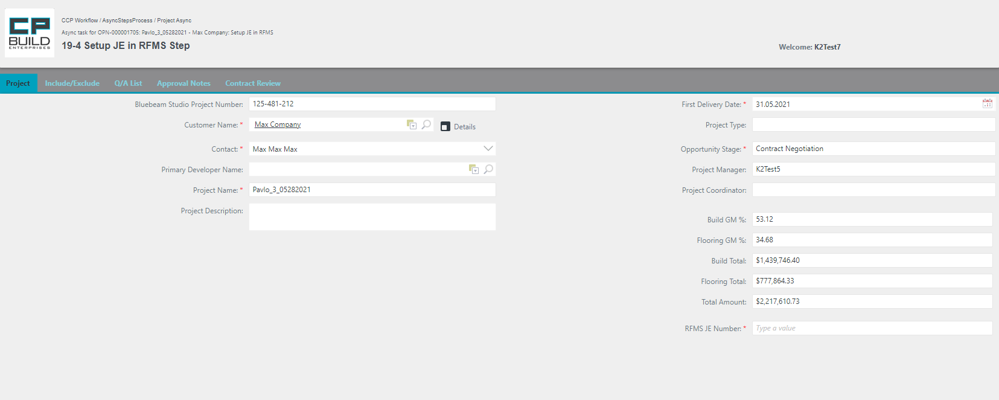 CP
BUILD
ENTERPRISES
CCP Workflow / AsyncStepsProcess / Project Async
Async task for OPN-000001705: Pavlo_3_05282021 - Max Company: Setup JE in RFMS
19-4 Setup JE in RFMS Step
Welcome: K2Test7
Project Include/Exclude Q/A List Approval Notes Contract Review
Bluebeam Studio Project Number: 125-481-212
Customer Name: * Max Company Details
Contact: * Max Max Max
Primary Developer Name:
Project Name: * Pavlo_3_05282021
Project Description:
First Delivery Date: * 31.05.2021
Project Type:
Opportunity Stage: * Contract Negotiation
Project Manager: K2Test5
Project Coordinator:
Build GM %: 53.12
Flooring GM %: 34.68
Build Total: $1,439,746.40
Flooring Total: $777,864.33
Total Amount: $2,217,610.73
RFMS JE Number: * Type a value